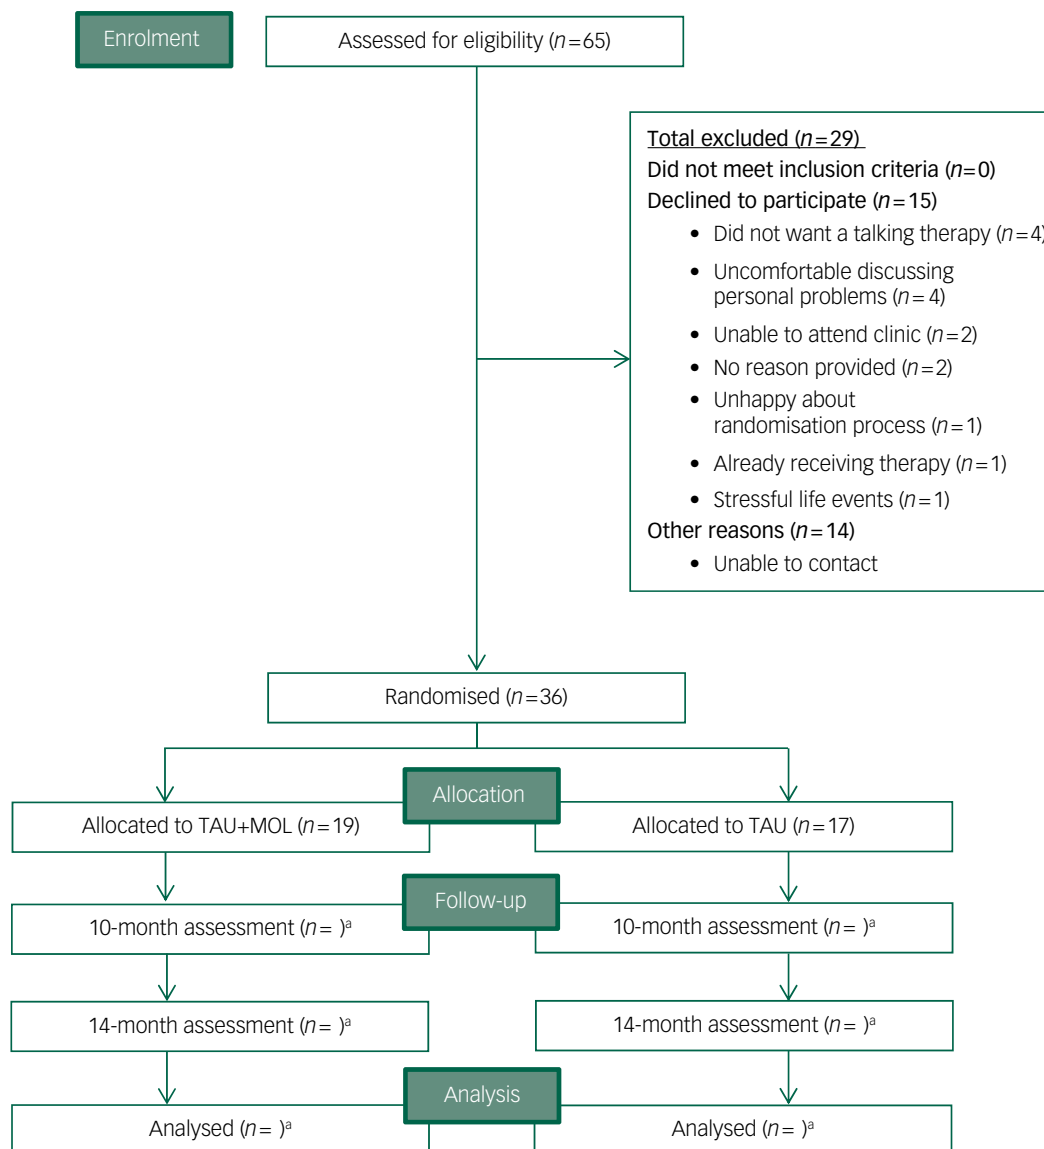 Enrolment
Assessed for eligibility (n=65)
Total excluded (n=29)
Did not meet inclusion criteria (n=0)
Declined to participate (n=15)
• Did not want a talking therapy (n=4)
• Uncomfortable discussing
personal problems (n=4)
• Unable to attend clinic (n=2)
• No reason provided (n=2)
• Unhappy about
randomisation process (n=1)
• Already receiving therapy (n=1)
• Stressful life events (n=1)
Other reasons (n=14)
• Unable to contact
Randomised (n=36)
Allocation
Allocated to TAU+MOL (n=19)
Allocated to TAU (n=17)
Follow-up
10-month assessment (n= )ᵃ
10-month assessment (n= )ᵃ
14-month assessment (n= )ᵃ
14-month assessment (n= )ᵃ
Analysis
Analysed (n= )ᵃ
Analysed (n= )ᵃ